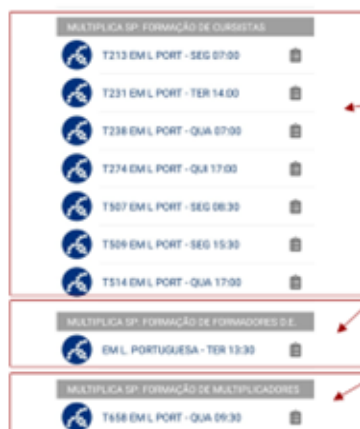 MULTIPLICA SP: FORMAÇÃO DE CURSISTAS
T213 EM L PORT - SEG 07:00
T231 EM L PORT - TER 14:00
T238 EM L PORT - QUA 07:00
T274 EM L PORT - QUI 17:00
T507 EM L PORT - SEG 08:30
T509 EM L PORT - SEG 15:30
T514 EM L PORT - QUA 17:00
MULTIPLICA SP: FORMAÇÃO DE FORMADORES D.E.
EM L. PORTUGUESA - TER 13:30
MULTIPLICA SP: FORMAÇÃO DE MULTIPLICADORES
T658 EM L PORT - QUA 09:30